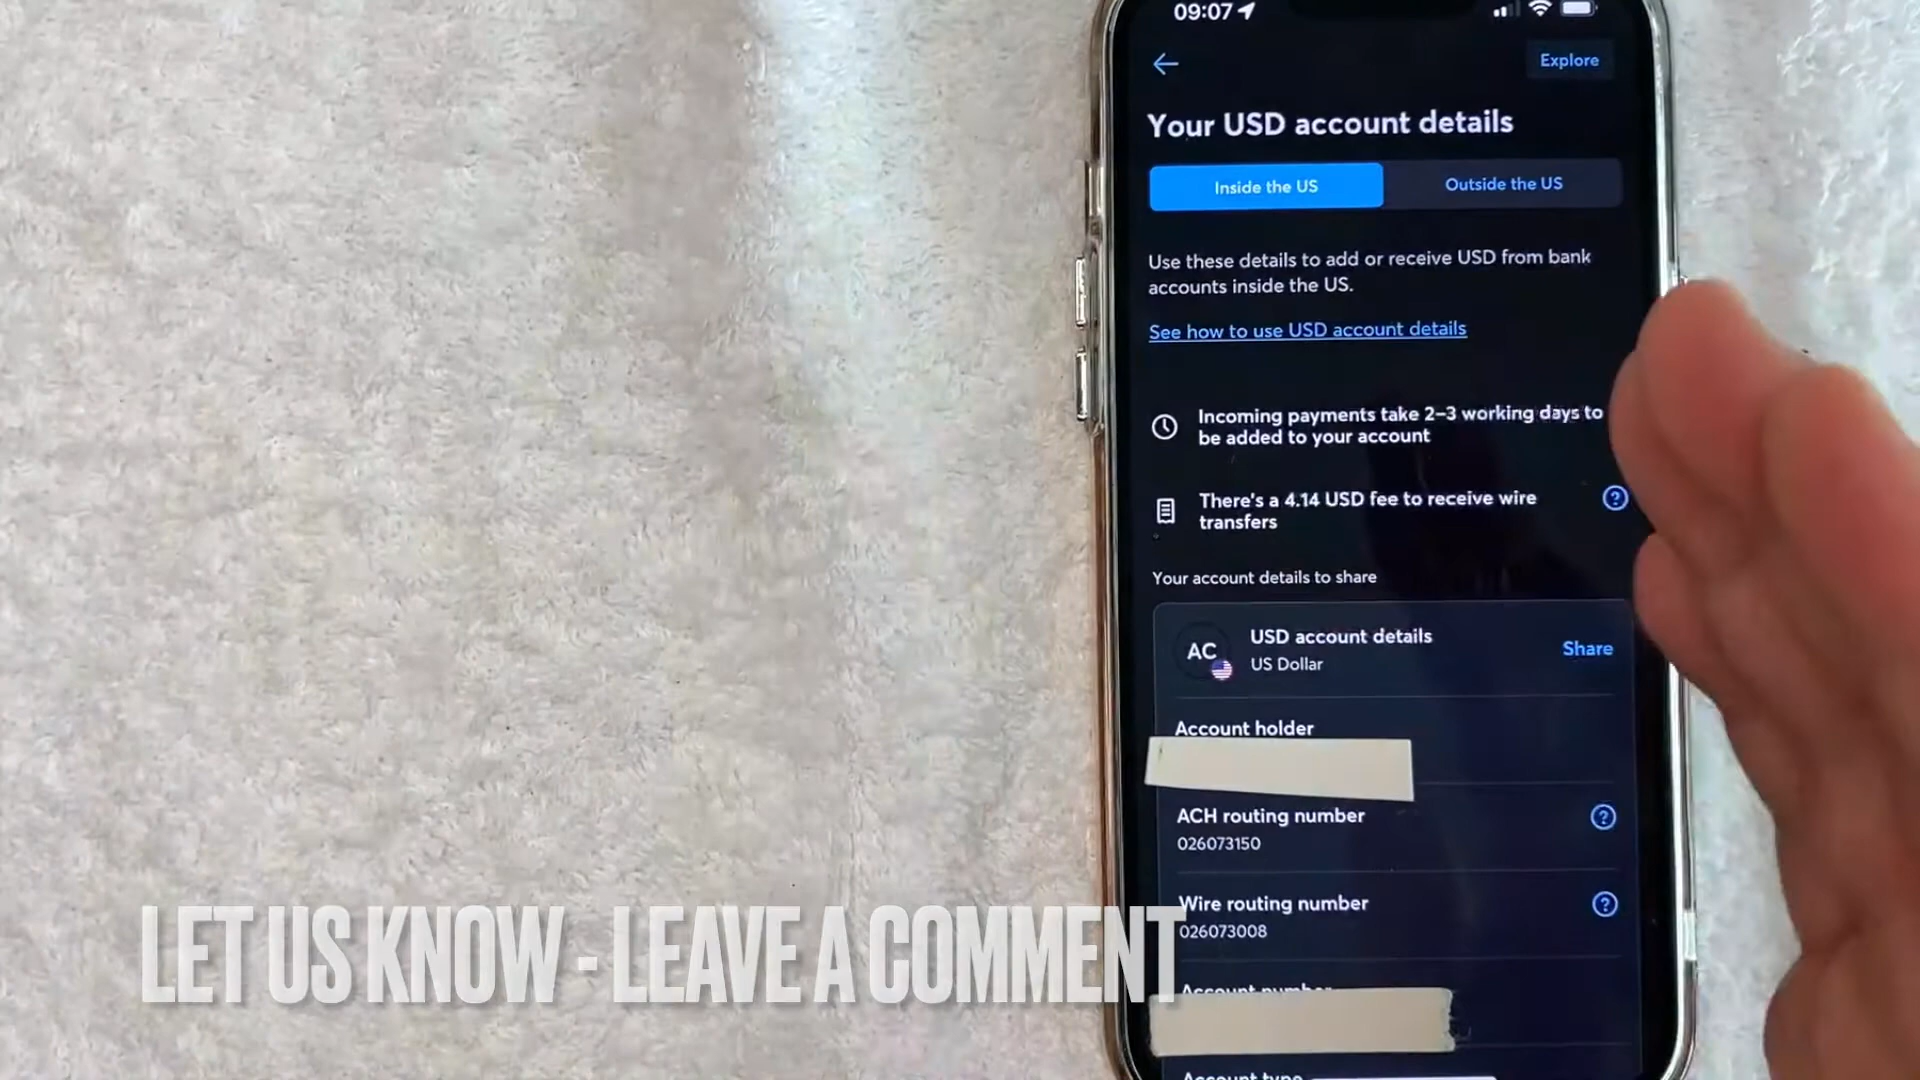 09:07
Explore
Your USD account details
Inside the US
Outside the US
Use these details to add or receive USD from bank
accounts inside the US.
See how to use USD account details
Incoming payments take 2–3 working days to
be added to your account
There's a 4.14 USD fee to receive wire
transfers
Your account details to share
AC
USD account details
US Dollar
Share
Account holder
ACH routing number
026073150
Wire routing number
026073008
Account number
Account type
LET US KNOW - LEAVE A COMMENT